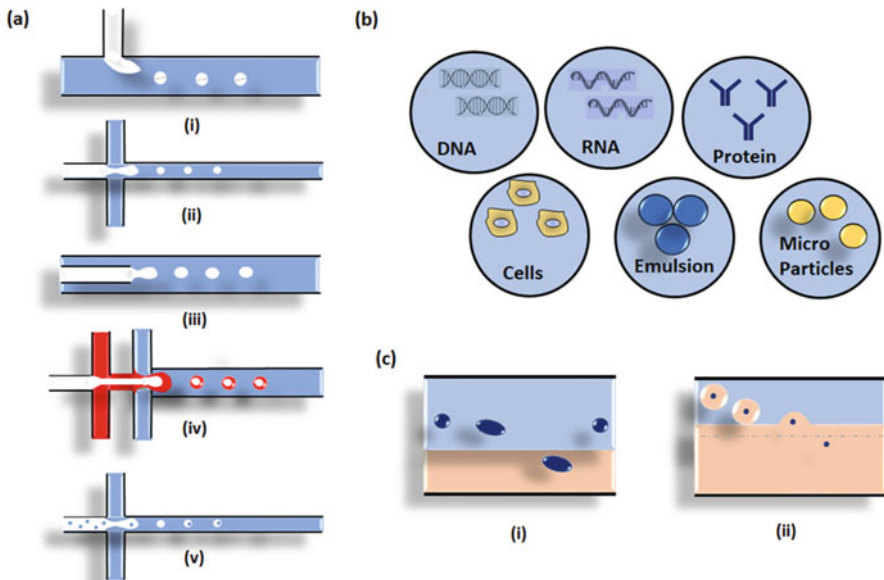 (a)
(i)
(ii)
(iii)
(iv)
(v)
(b)
DNA
RNA
Protein
Cells
Emulsion
Micro
Particles
(c)
(i)
(ii)